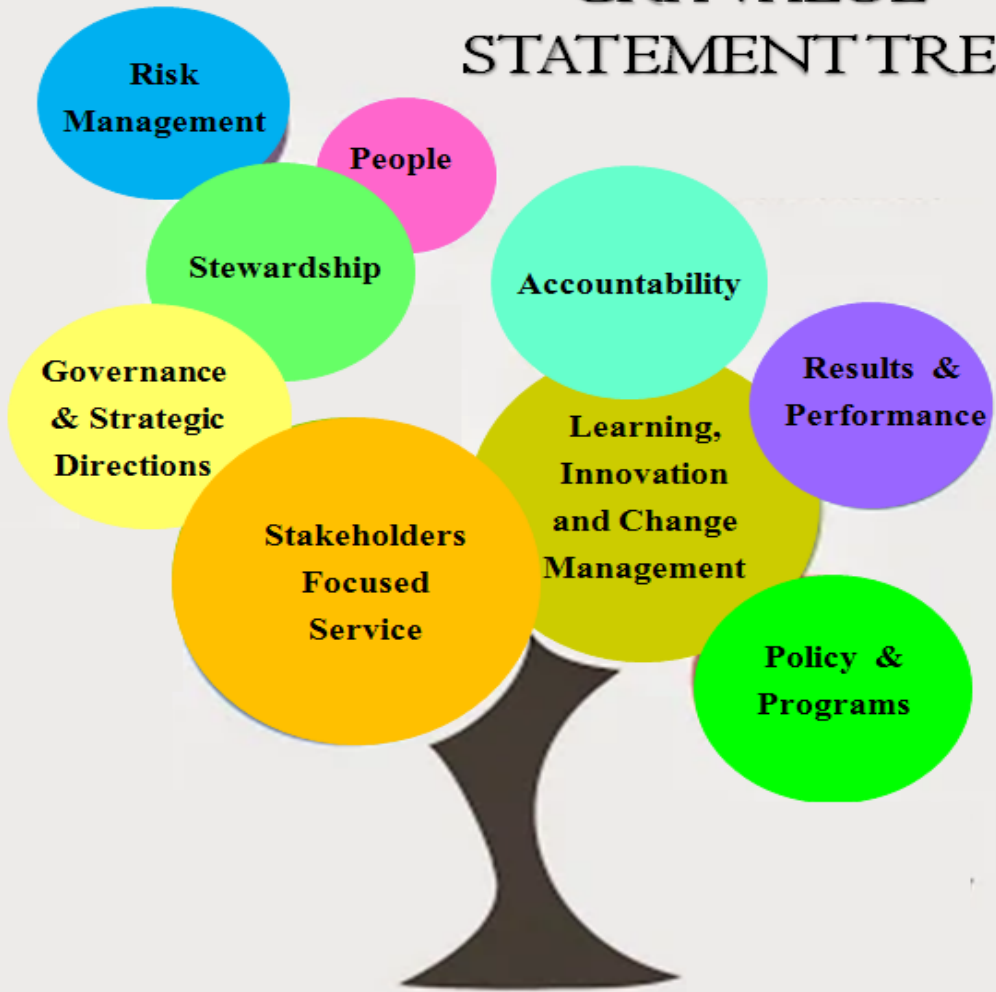 STATEMENT TRE
Risk
Management
People
Stewardship
Accountability
Governance
& Strategic
Directions
Results &
Performance
Learning,
Innovation
and Change
Management
Stakeholders
Focused
Service
Policy &
Programs